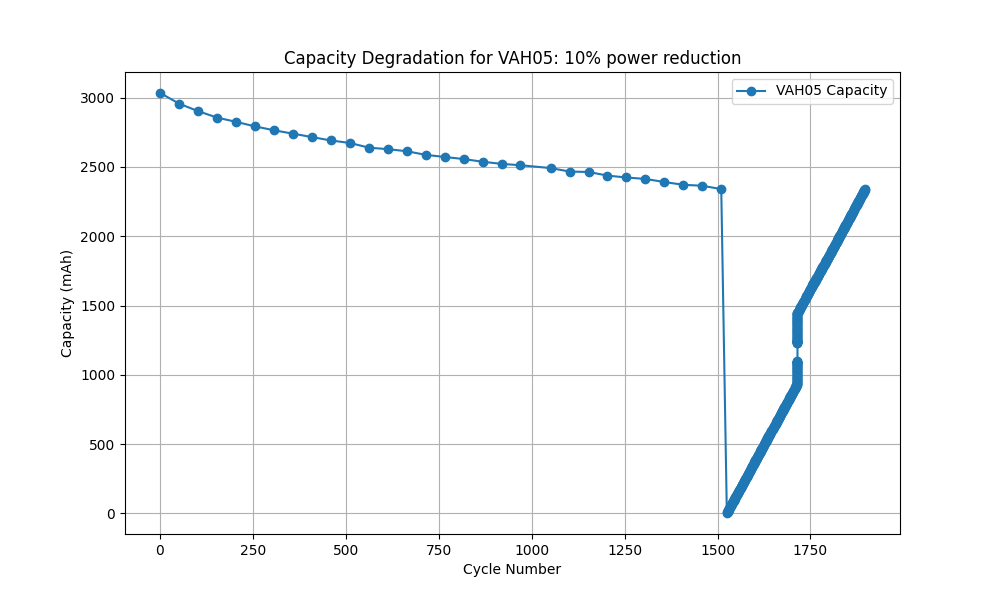 Capacity Degradation for VAH05: 10% power reduction
VAH05 Capacity
3000
2500
2000
1500
1000
500
0
Capacity (mAh)
0 250 500 750 1000 1250 1500 1750
Cycle Number